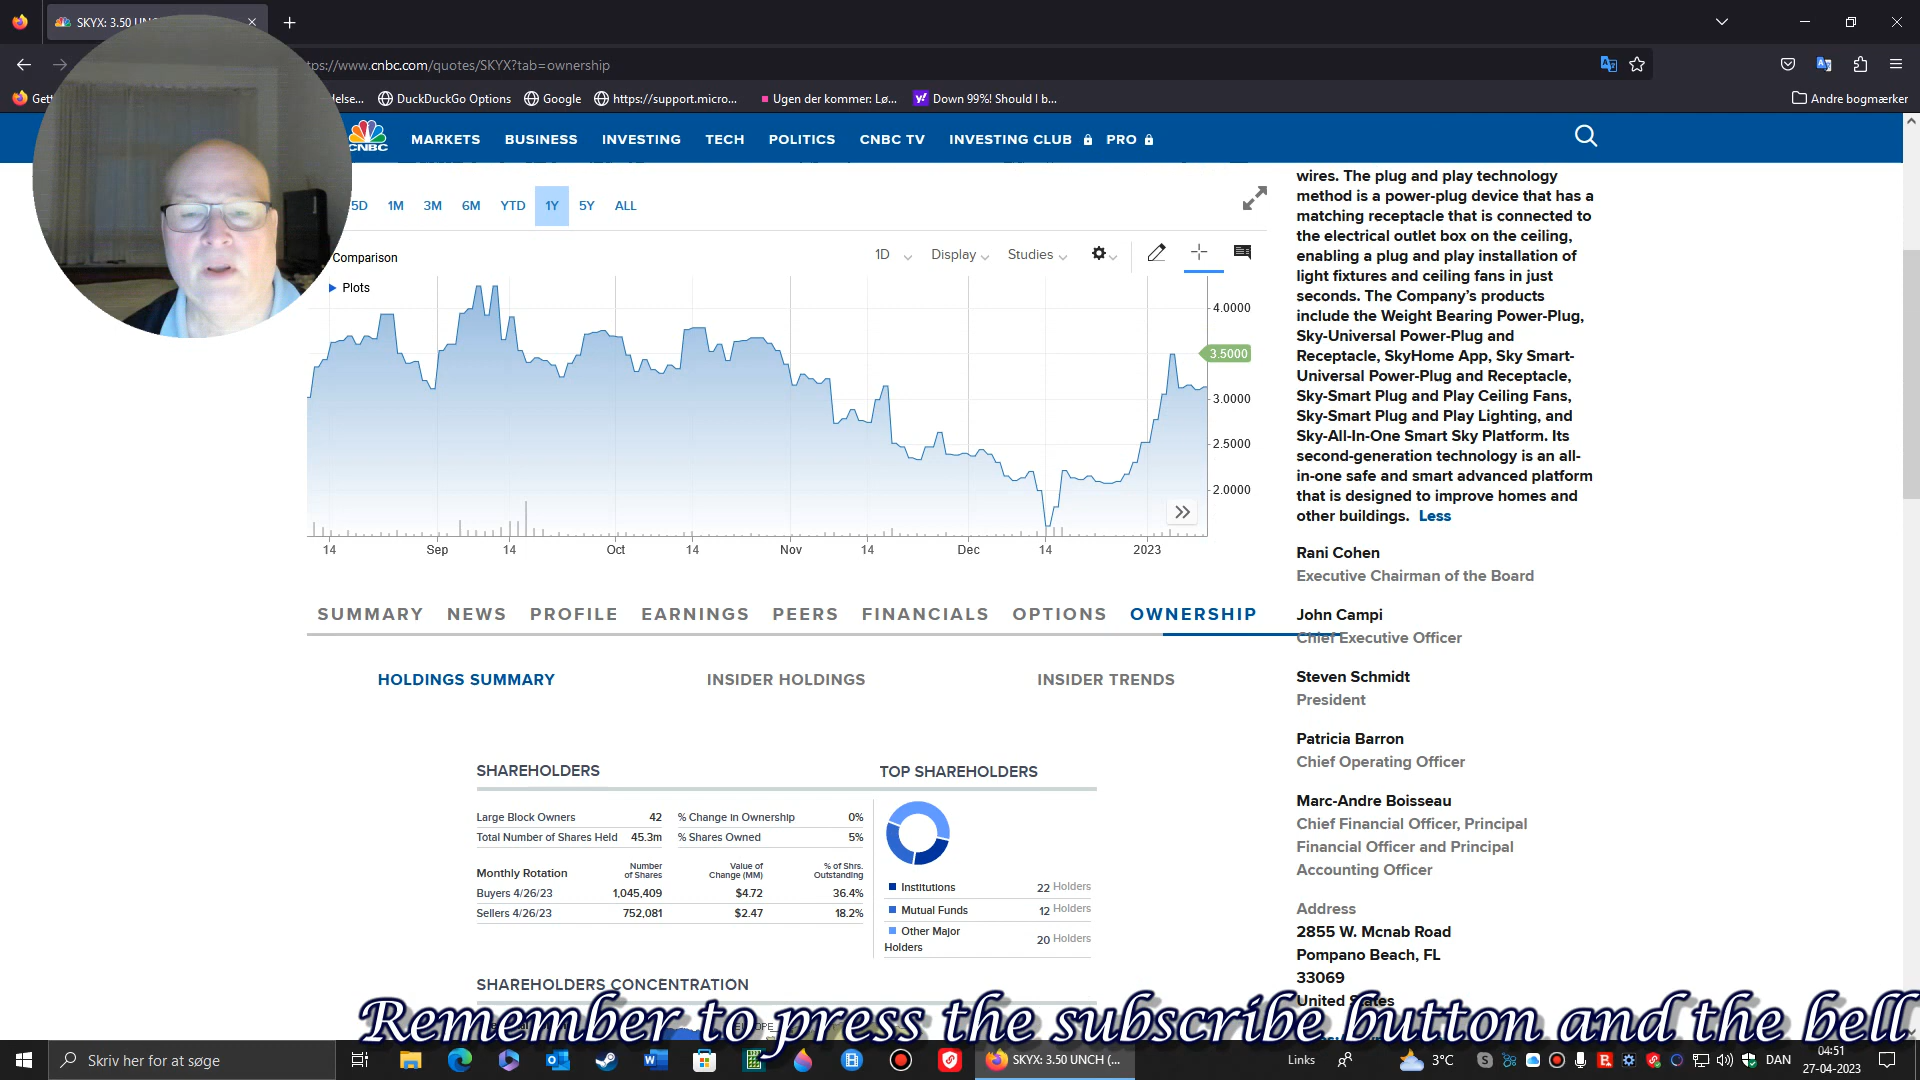 SKYX: 3.50 UNC
https://www.cnbc.com/quotes/SKYX?tab=ownership
Gett
delse...
DuckDuckGo Options
Google
https://support.micro...
Ugen der kommer: Lø...
Down 99%! Should I b...
Andre bogmærker
CNBC
MARKETS
BUSINESS
INVESTING
TECH
POLITICS
CNBC TV
INVESTING CLUB
PRO
5D
1M
3M
6M
YTD
1Y
5Y
ALL
Comparison
1D
Display
Studies
Plots
4.0000
3.5000
3.0000
2.5000
2.0000
14
Sep
14
Oct
14
Nov
14
Dec
14
2023
SUMMARY
NEWS
PROFILE
EARNINGS
PEERS
FINANCIALS
OPTIONS
OWNERSHIP
HOLDINGS SUMMARY
INSIDER HOLDINGS
INSIDER TRENDS
SHAREHOLDERS
Large Block Owners 42
% Change in Ownership 0%
Total Number of Shares Held 45.3m
% Shares Owned 5%
Monthly Rotation
Number of Shares
Value of Change (MM)
% of Shrs. Outstanding
Buyers 4/26/23 1,045,409 $4.72 36.4%
Sellers 4/26/23 752,081 $2.47 18.2%
TOP SHAREHOLDERS
Institutions 22 Holders
Mutual Funds 12 Holders
Other Major Holders 20 Holders
SHAREHOLDERS CONCENTRATION
wires. The plug and play technology
method is a power-plug device that has a
matching receptacle that is connected to
the electrical outlet box on the ceiling,
enabling a plug and play installation of
light fixtures and ceiling fans in just
seconds. The Company's products
include the Weight Bearing Power-Plug,
Sky-Universal Power-Plug and
Receptacle, SkyHome App, Sky Smart-
Universal Power-Plug and Receptacle,
Sky-Smart Plug and Play Ceiling Fans,
Sky-Smart Plug and Play Lighting, and
Sky-All-In-One Smart Sky Platform. Its
second-generation technology is an all-
in-one safe and smart advanced platform
that is designed to improve homes and
other buildings. Less
Rani Cohen
Executive Chairman of the Board
John Campi
Chief Executive Officer
Steven Schmidt
President
Patricia Barron
Chief Operating Officer
Marc-Andre Boisseau
Chief Financial Officer, Principal
Financial Officer and Principal
Accounting Officer
Address
2855 W. Mcnab Road
Pompano Beach, FL
33069
United States
Remember to press the subscribe button and the bell
Skriv her for at søge
SKYX: 3.50 UNCH (...
Links
3°C
DAN
04:51
27-04-2023